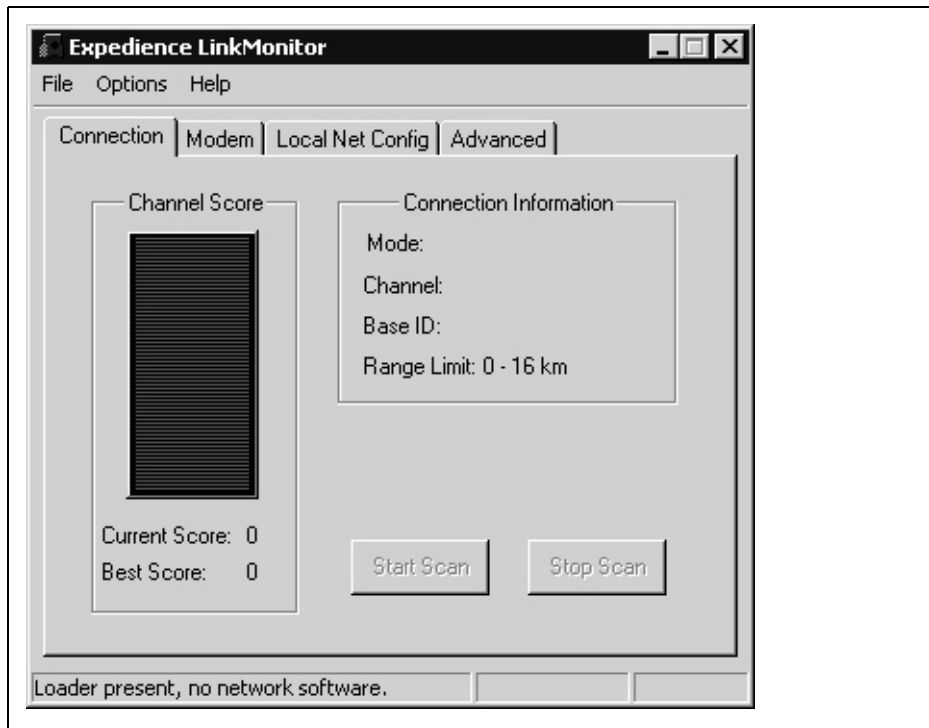 Expedience LinkMonitor
File Options Help
Connection Modem Local Net Config Advanced
Channel Score
Current Score: 0
Best Score: 0
Connection Information
Mode:
Channel:
Base ID:
Range Limit: 0 - 16 km
Start Scan Stop Scan
Loader present, no network software.